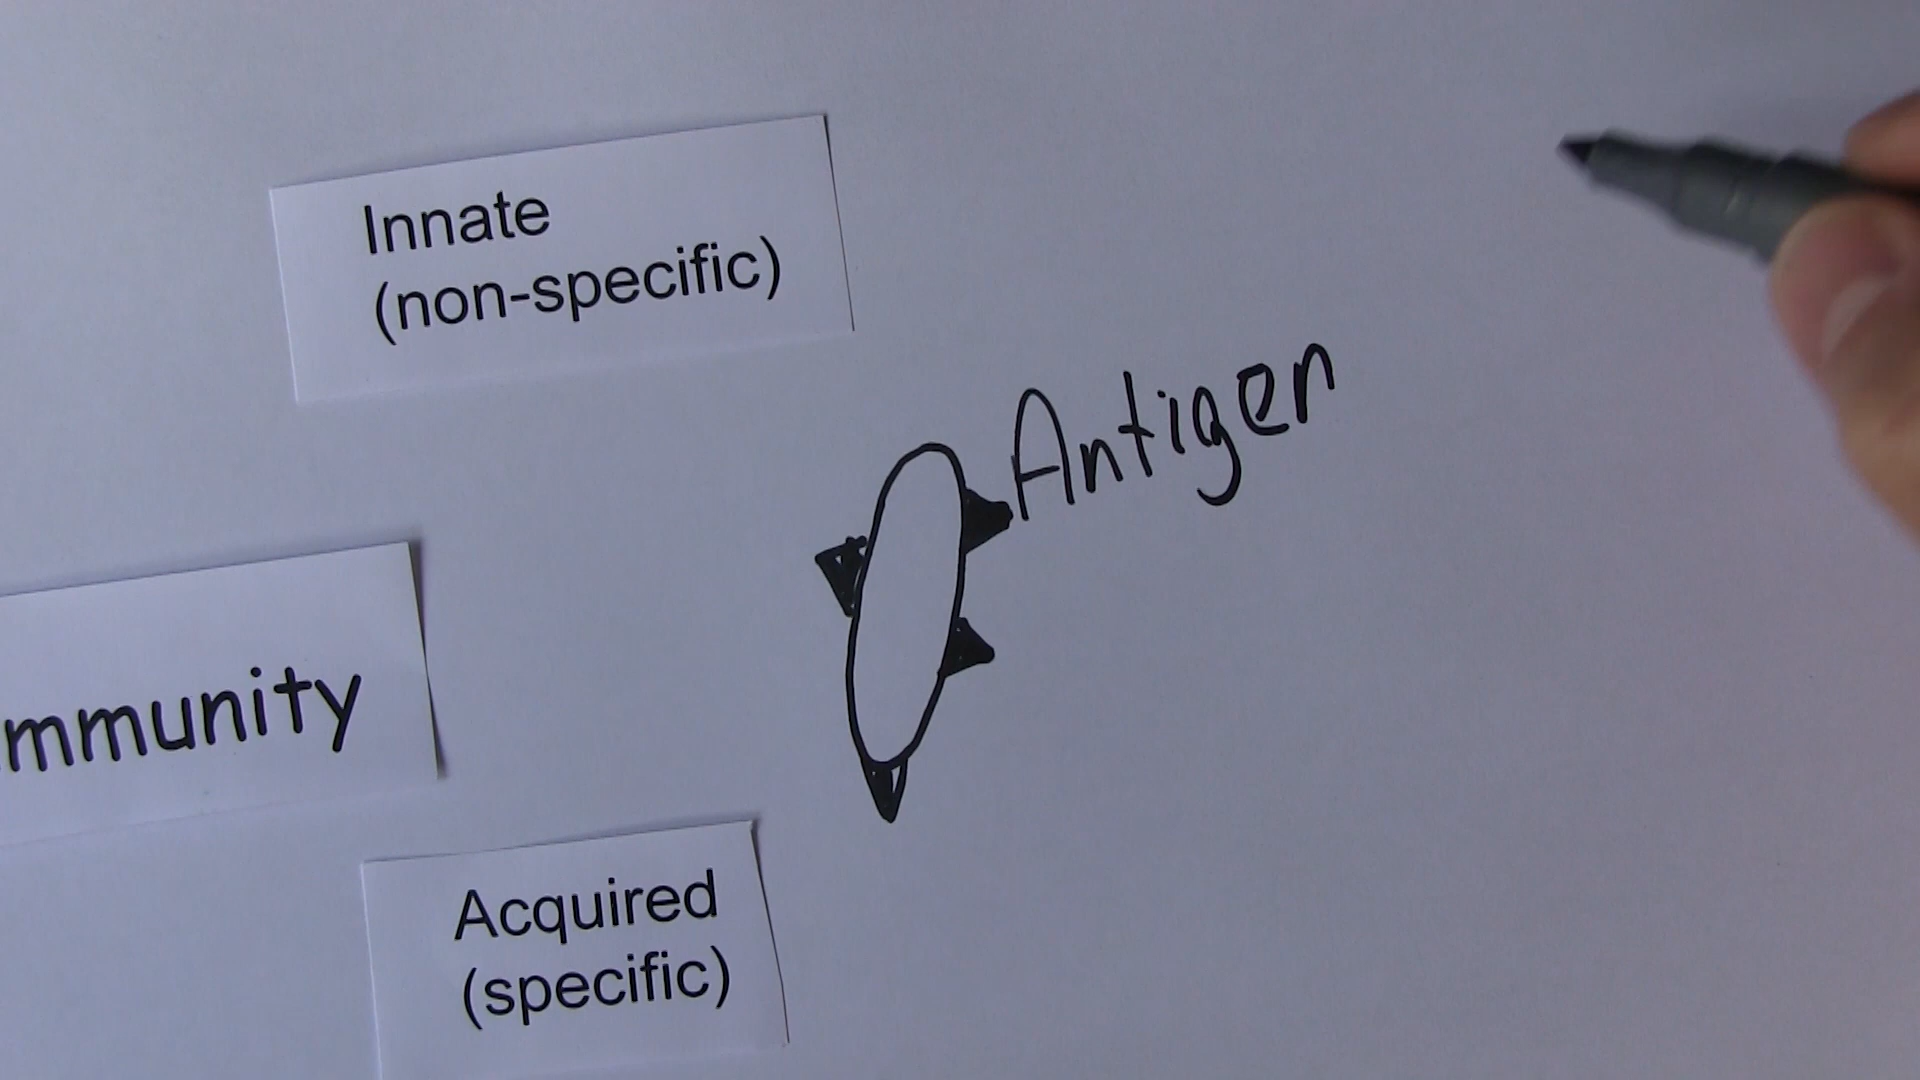 Innate
(non-specific)
Antigen
mmunity
Acquired
(specific)